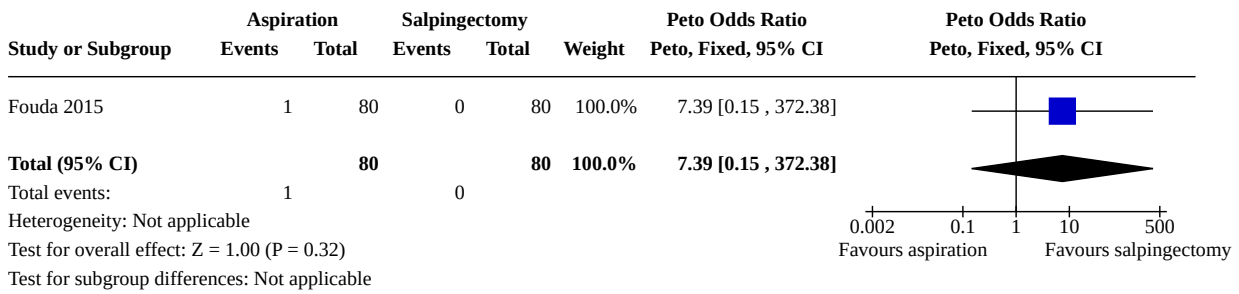 Aspiration Salpingectomy Peto Odds Ratio Peto Odds Ratio
Study or Subgroup Events Total Events Total Weight Peto, Fixed, 95% CI Peto, Fixed, 95% CI
Fouda 2015 1 80 0 80 100.0% 7.39 [0.15 , 372.38]
Total (95% CI) 80 80 100.0% 7.39 [0.15 , 372.38]
Total events: 1 0
Heterogeneity: Not applicable
0.002 0.1 1 10 500
Test for overall effect: Z = 1.00 (P = 0.32)
Favours aspiration Favours salpingectomy
Test for subgroup differences: Not applicable